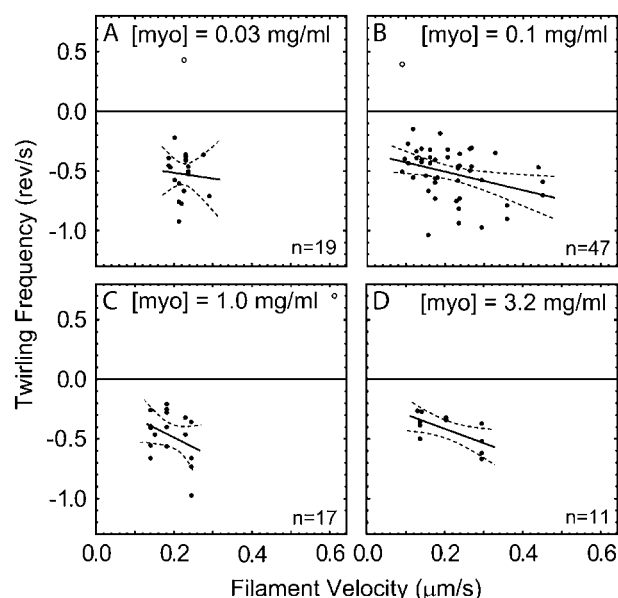 A [myo] = 0.03 mg/ml
B [myo] = 0.1 mg/ml
0.5
0.0
-0.5
-1.0
n=19
n=47
C [myo] = 1.0 mg/ml
D [myo] = 3.2 mg/ml
0.5
0.0
-0.5
-1.0
n=17
n=11
0.0 0.2 0.4 0.6 0.0 0.2 0.4 0.6
Twirling Frequency (rev/s)
Filament Velocity (μm/s)